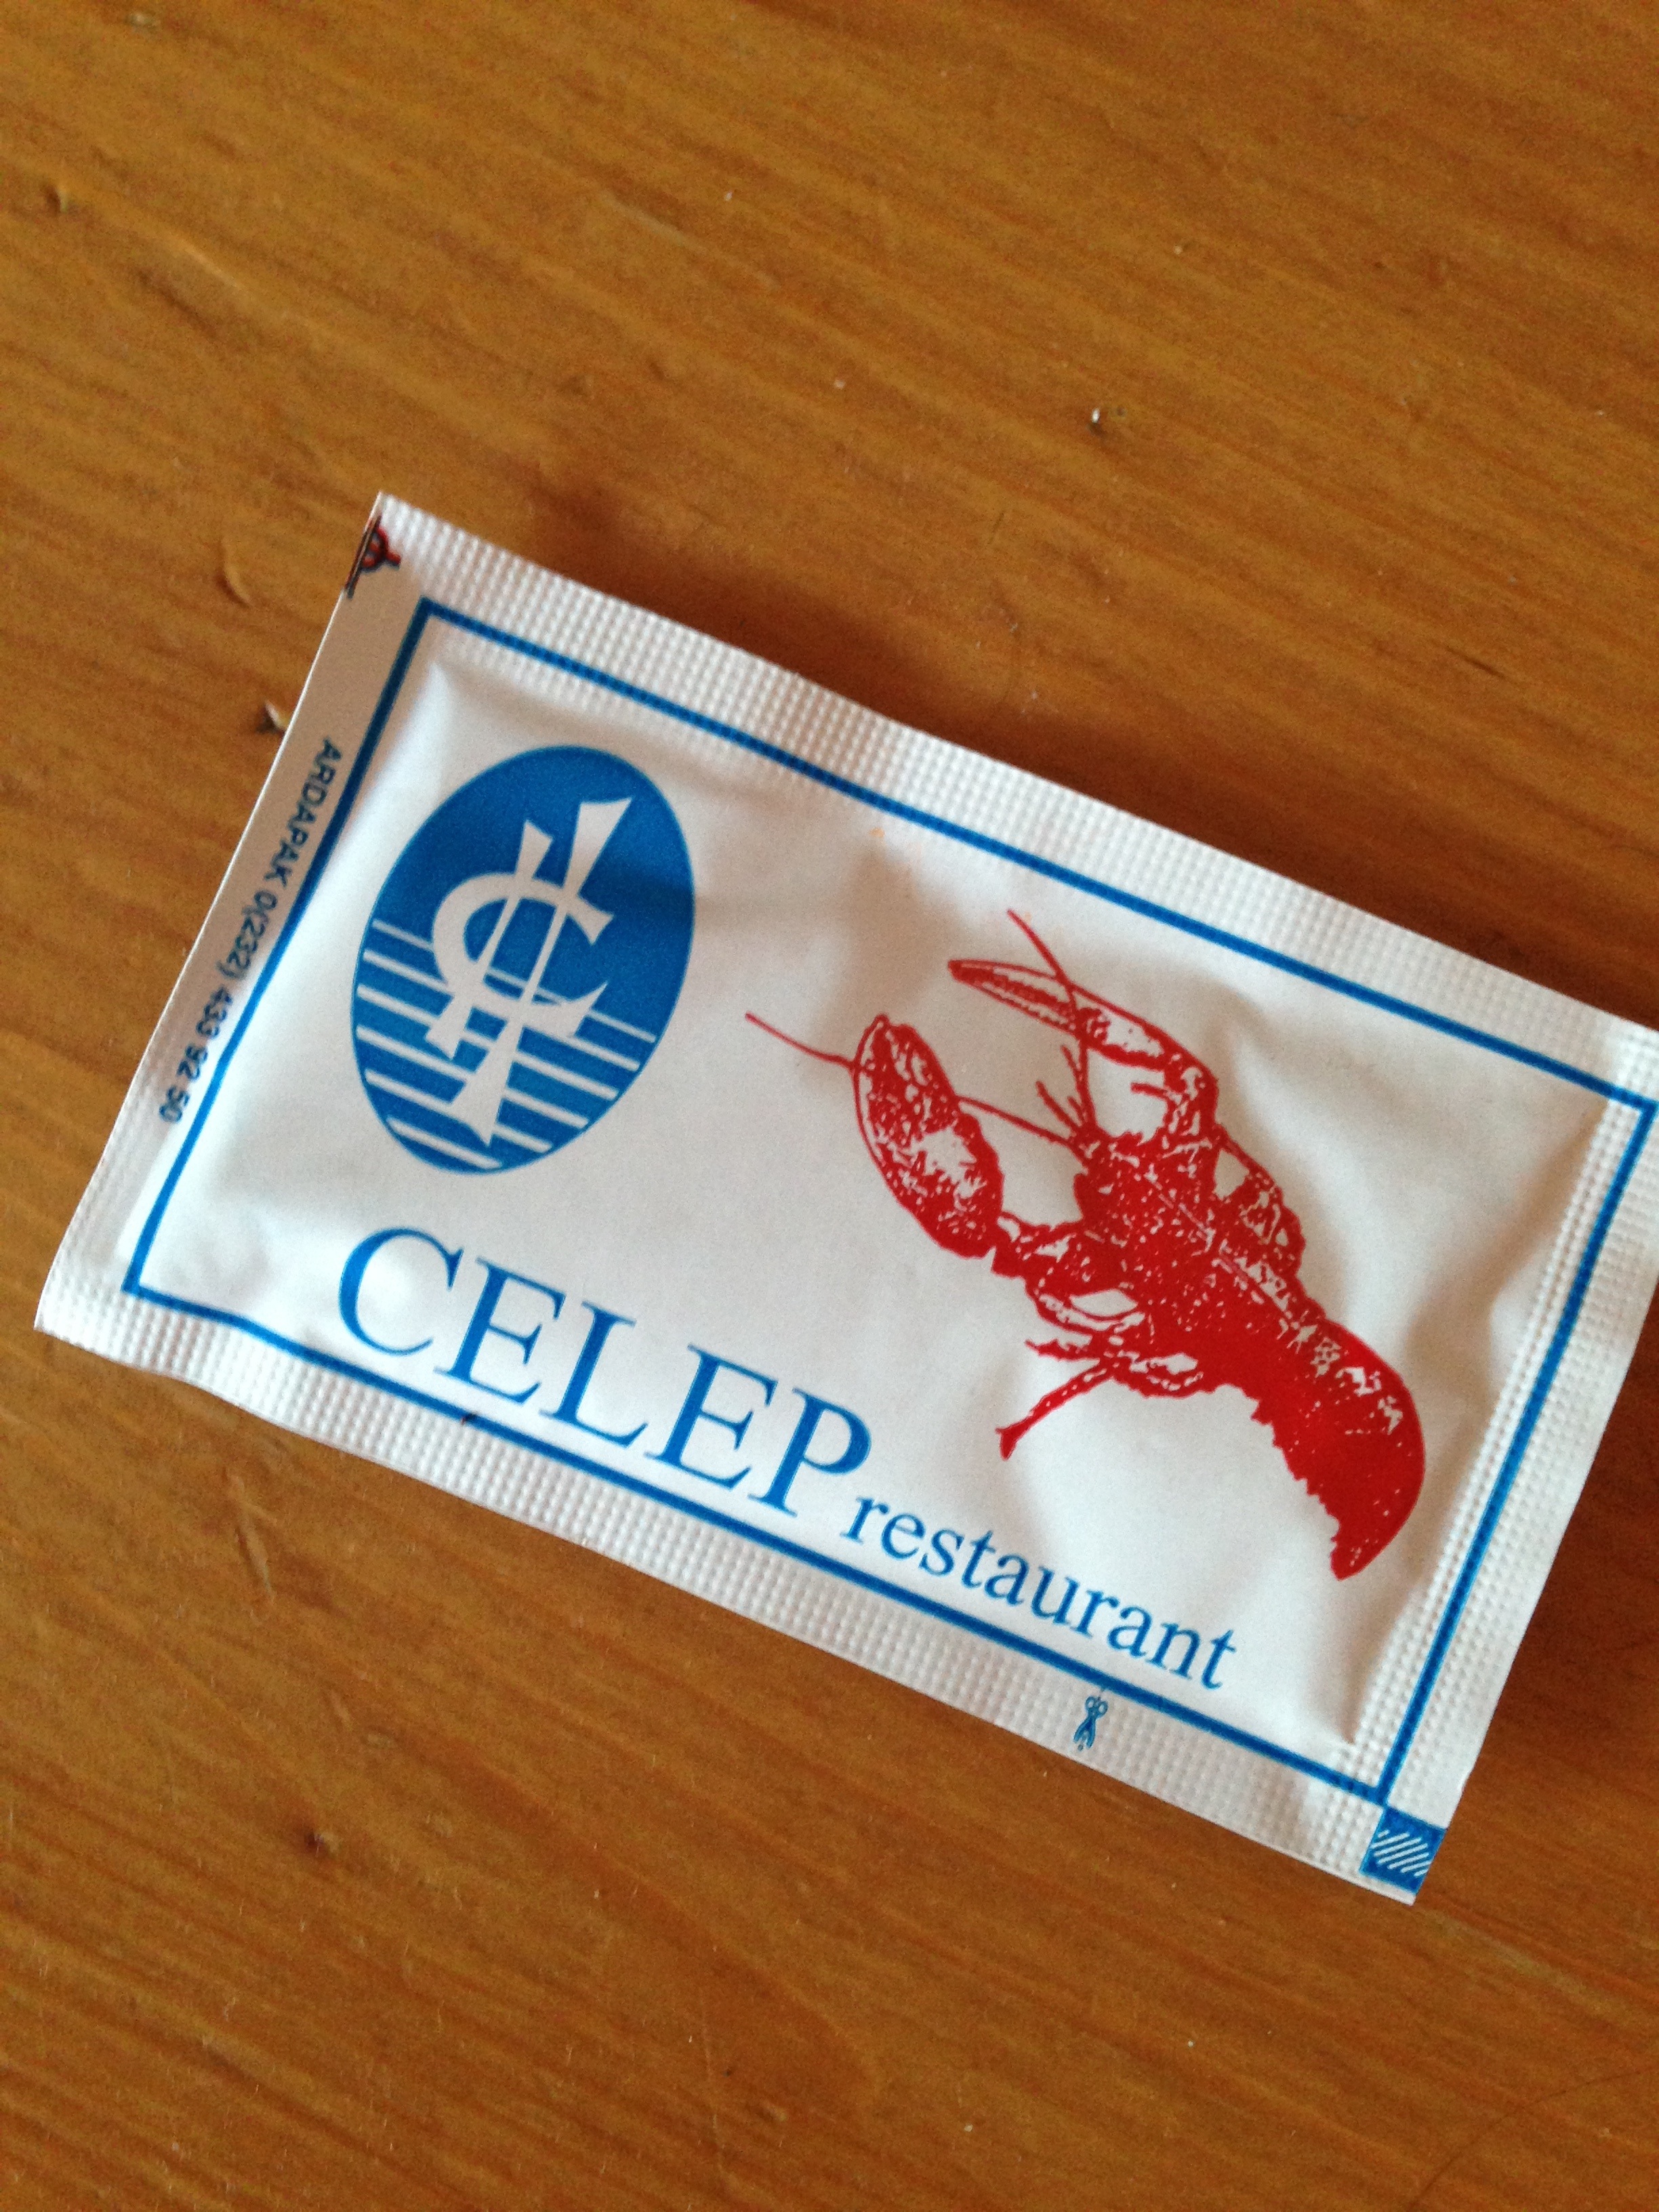 ARDAPAK 0(232) 433 92 50
CELEP restaurant